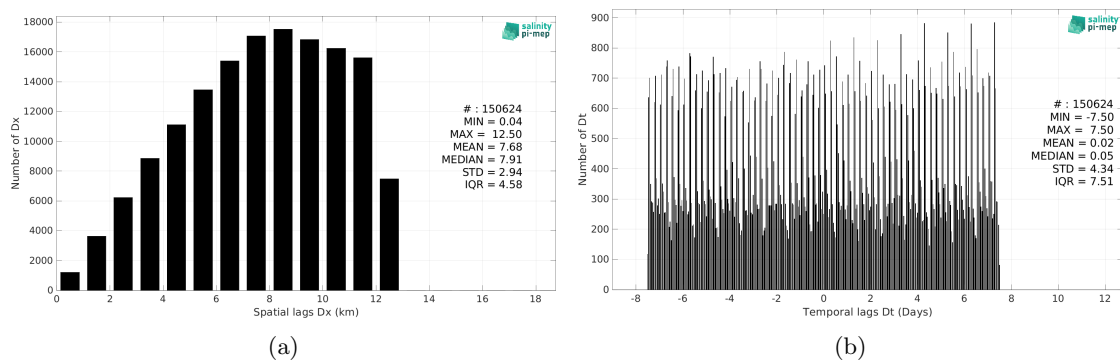 18000
16000
14000
12000
10000
8000
6000
4000
2000
0
Number of Dx
0 2 4 6 8 10 12 14 16 18
Spatial lags Dx (km)
salinity
pi-mep
# : 150624
MIN = 0.04
MAX = 12.50
MEAN = 7.68
MEDIAN = 7.91
STD = 2.94
IQR = 4.58
(a)
900
800
700
600
500
400
300
200
100
0
Number of Dt
-8 -6 -4 -2 0 2 4 6 8 10 12
Temporal lags Dt (Days)
salinity
pi-mep
# : 150624
MIN = -7.50
MAX = 7.50
MEAN = 0.02
MEDIAN = 0.05
STD = 4.34
IQR = 7.51
(b)